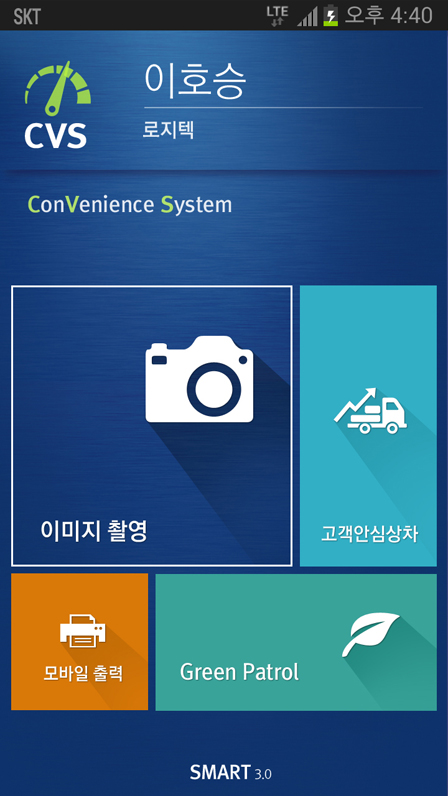 SKT LTE 오후 4:40
이호승
CVS
로지텍
ConVenience System
이미지 촬영
고객안심상차
모바일 출력
Green Patrol
SMART 3.0